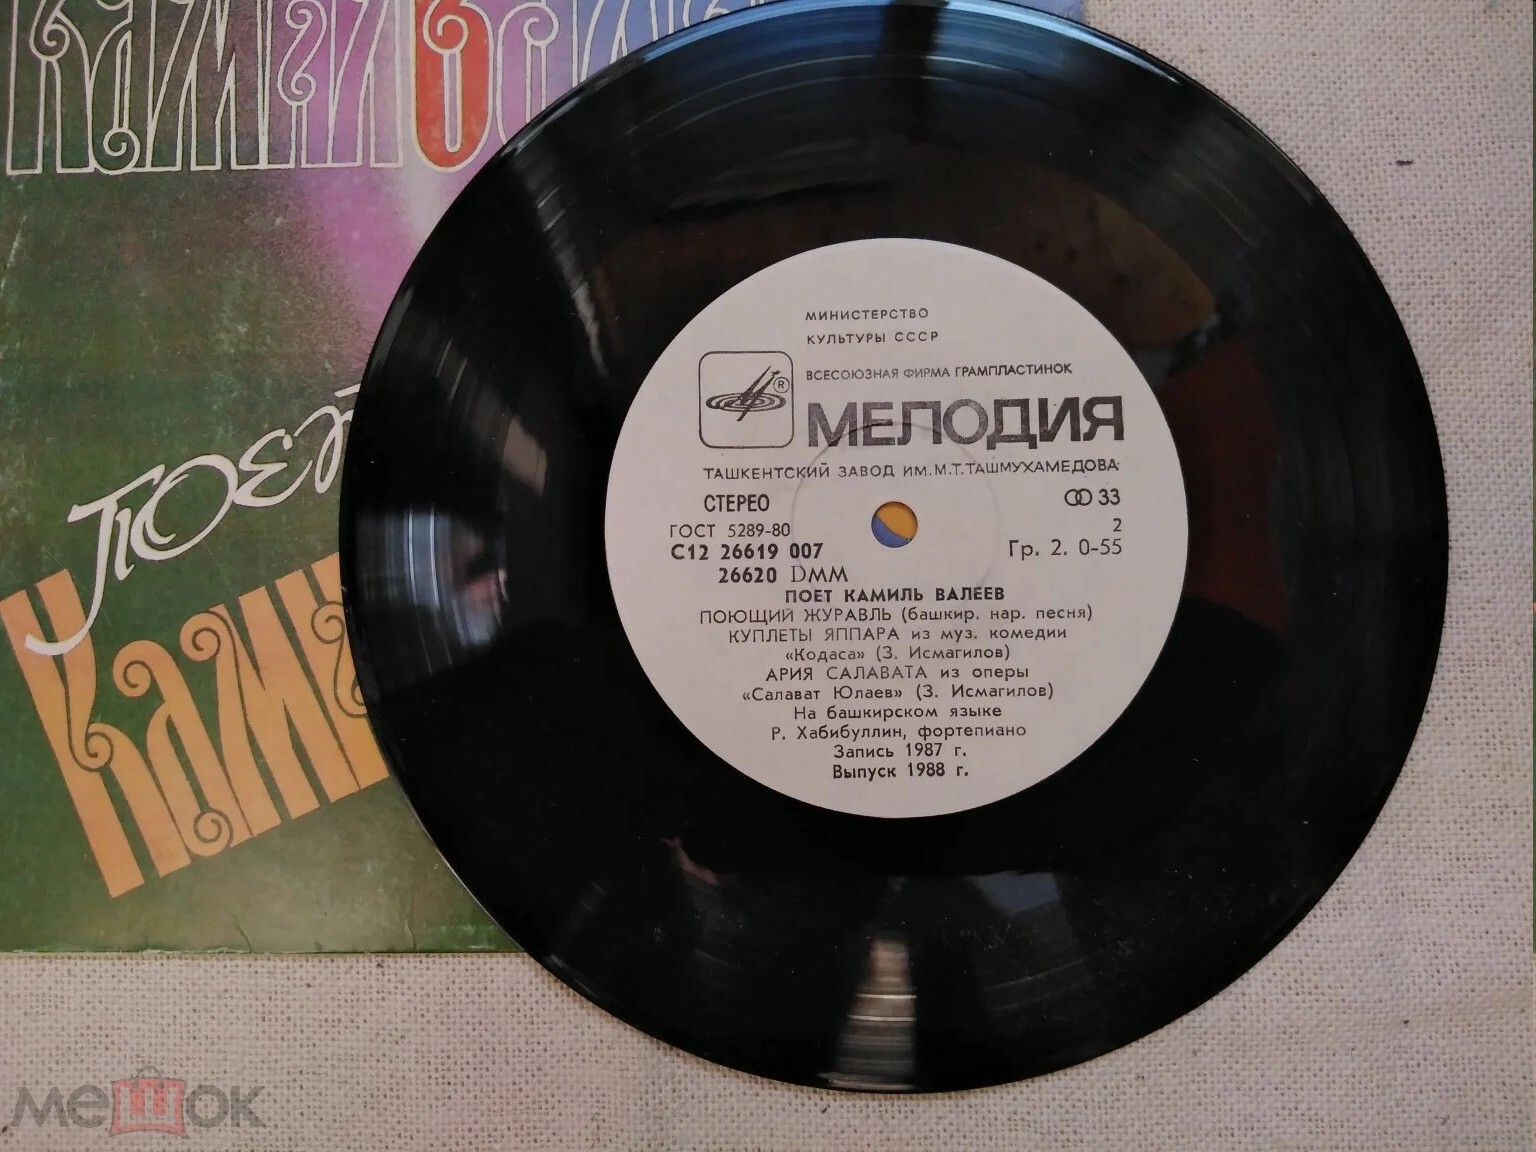 Поет
МИНИСТЕРСТВО
КУЛЬТУРЫ СССР
ВСЕСОЮЗНАЯ ФИРМА ГРАМПЛАСТИНОК
®
МЕЛОДИЯ
ТАШКЕНТСКИЙ ЗАВОД ИМ. М.Т. ТАШМУХАМЕДОВА
СТЕРЕО 33
ГОСТ 5289-80 2
С12 26619 007 Гр. 2. 0-55
26620 DMM
ПОЕТ КАМИЛЬ ВАЛЕЕВ
ПОЮЩИЙ ЖУРАВЛЬ (башкир. нар. песня)
КУПЛЕТЫ ЯППАРА из муз. комедии
«Кодаса» (З. Исмагилов)
АРИЯ САЛАВАТА из оперы
«Салават Юлаев» (З. Исмагилов)
На башкирском языке
Р. Хабибуллин, фортепиано
Запись 1987 г.
Выпуск 1988 г.
мешок